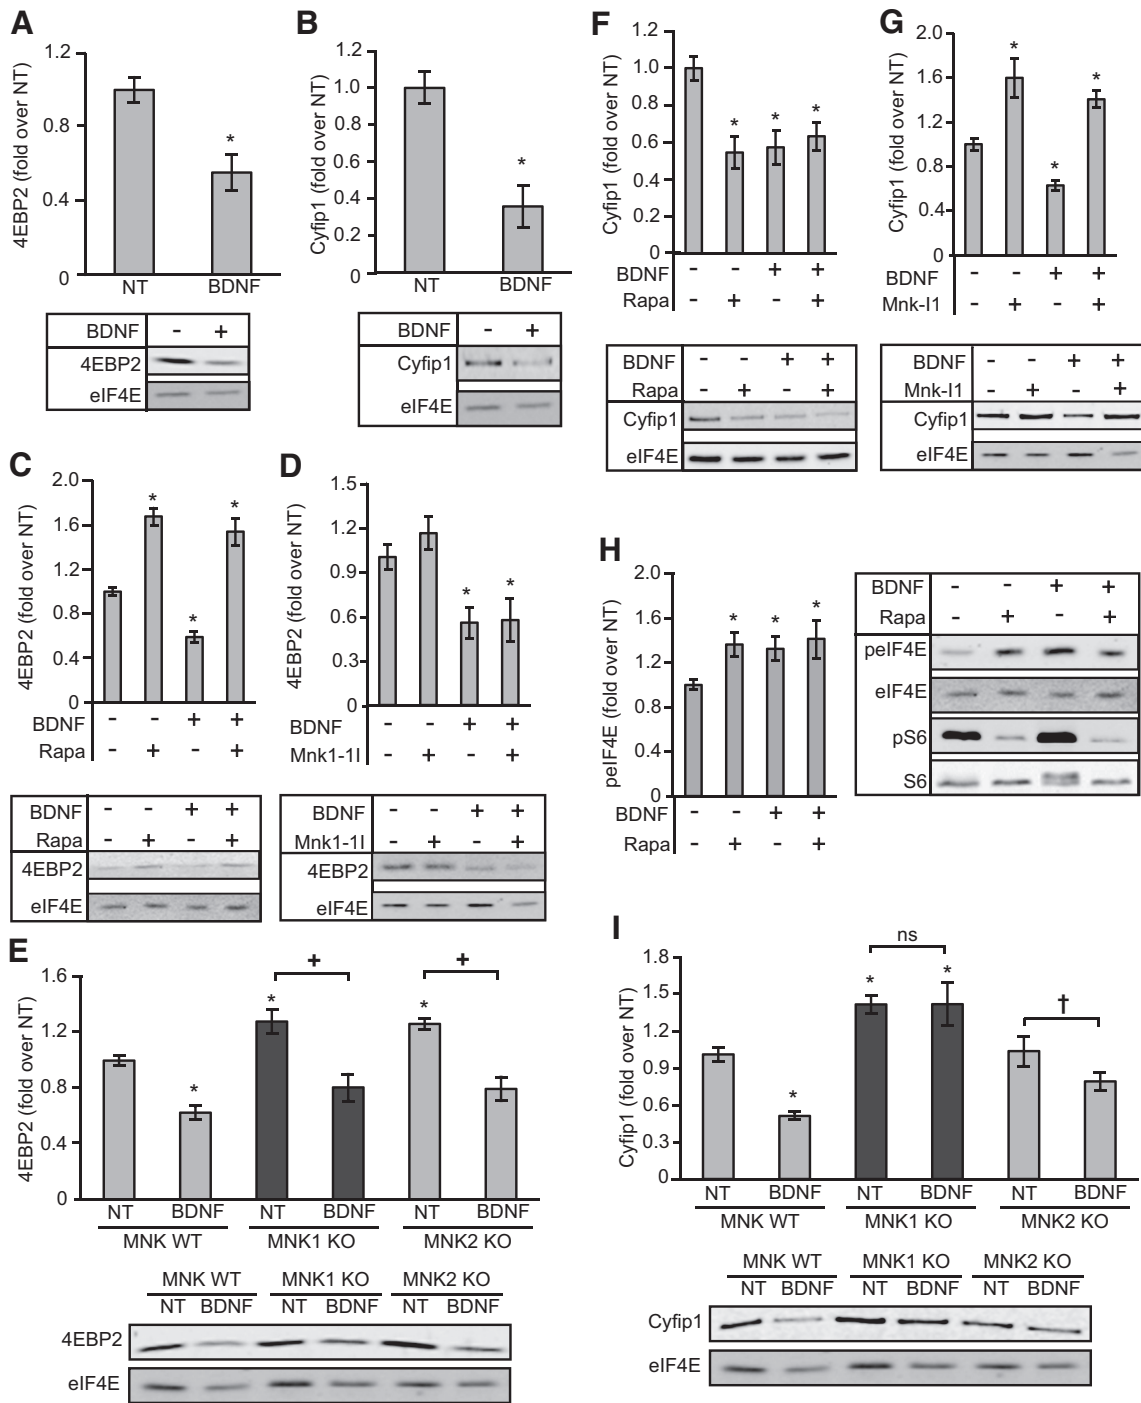 A
4EBP2 (fold over NT)
1.2
0.8
0.4
0
*
NT BDNF
BDNF - +
4EBP2
eIF4E
B
Cyfip1 (fold over NT)
1.2
1.0
0.8
0.6
0.4
0.2
0
*
NT BDNF
BDNF - +
Cyfip1
eIF4E
C
4EBP2 (fold over NT)
2.0
1.6
1.2
0.8
0.4
0
* * *
BDNF - - + +
Rapa - + - +
BDNF - - + +
Rapa - + - +
4EBP2
eIF4E
D
4EBP2 (fold over NT)
1.5
1.2
0.9
0.6
0.3
0
* *
BDNF - - + +
Mnk1-1I - + - +
BDNF - - + +
Mnk1-1I - + - +
4EBP2
eIF4E
E
4EBP2 (fold over NT)
1.6
1.2
0.8
0.4
0
+ +
* * *
NT BDNF NT BDNF NT BDNF
MNK WT MNK1 KO MNK2 KO
MNK WT MNK1 KO MNK2 KO
NT BDNF NT BDNF NT BDNF
4EBP2
eIF4E
F
Cyfip1 (fold over NT)
1.2
1.0
0.8
0.6
0.4
0.2
0
* * *
BDNF - - + +
Rapa - + - +
BDNF - - + +
Rapa - + - +
Cyfip1
eIF4E
G
Cyfip1 (fold over NT)
2.0
1.6
1.2
0.8
0.4
0
* * *
BDNF - - + +
Mnk-I1 - + - +
BDNF - - + +
Mnk-I1 - + - +
Cyfip1
eIF4E
H
peIF4E (fold over NT)
2.0
1.6
1.2
0.8
0.4
0
* * *
BDNF - - + +
Rapa - + - +
BDNF - - + +
Rapa - + - +
peIF4E
eIF4E
pS6
S6
I
Cyfip1 (fold over NT)
1.8
1.5
1.2
0.9
0.6
0.3
0
ns
†
* * *
NT BDNF NT BDNF NT BDNF
MNK WT MNK1 KO MNK2 KO
MNK WT MNK1 KO MNK2 KO
NT BDNF NT BDNF NT BDNF
Cyfip1
eIF4E